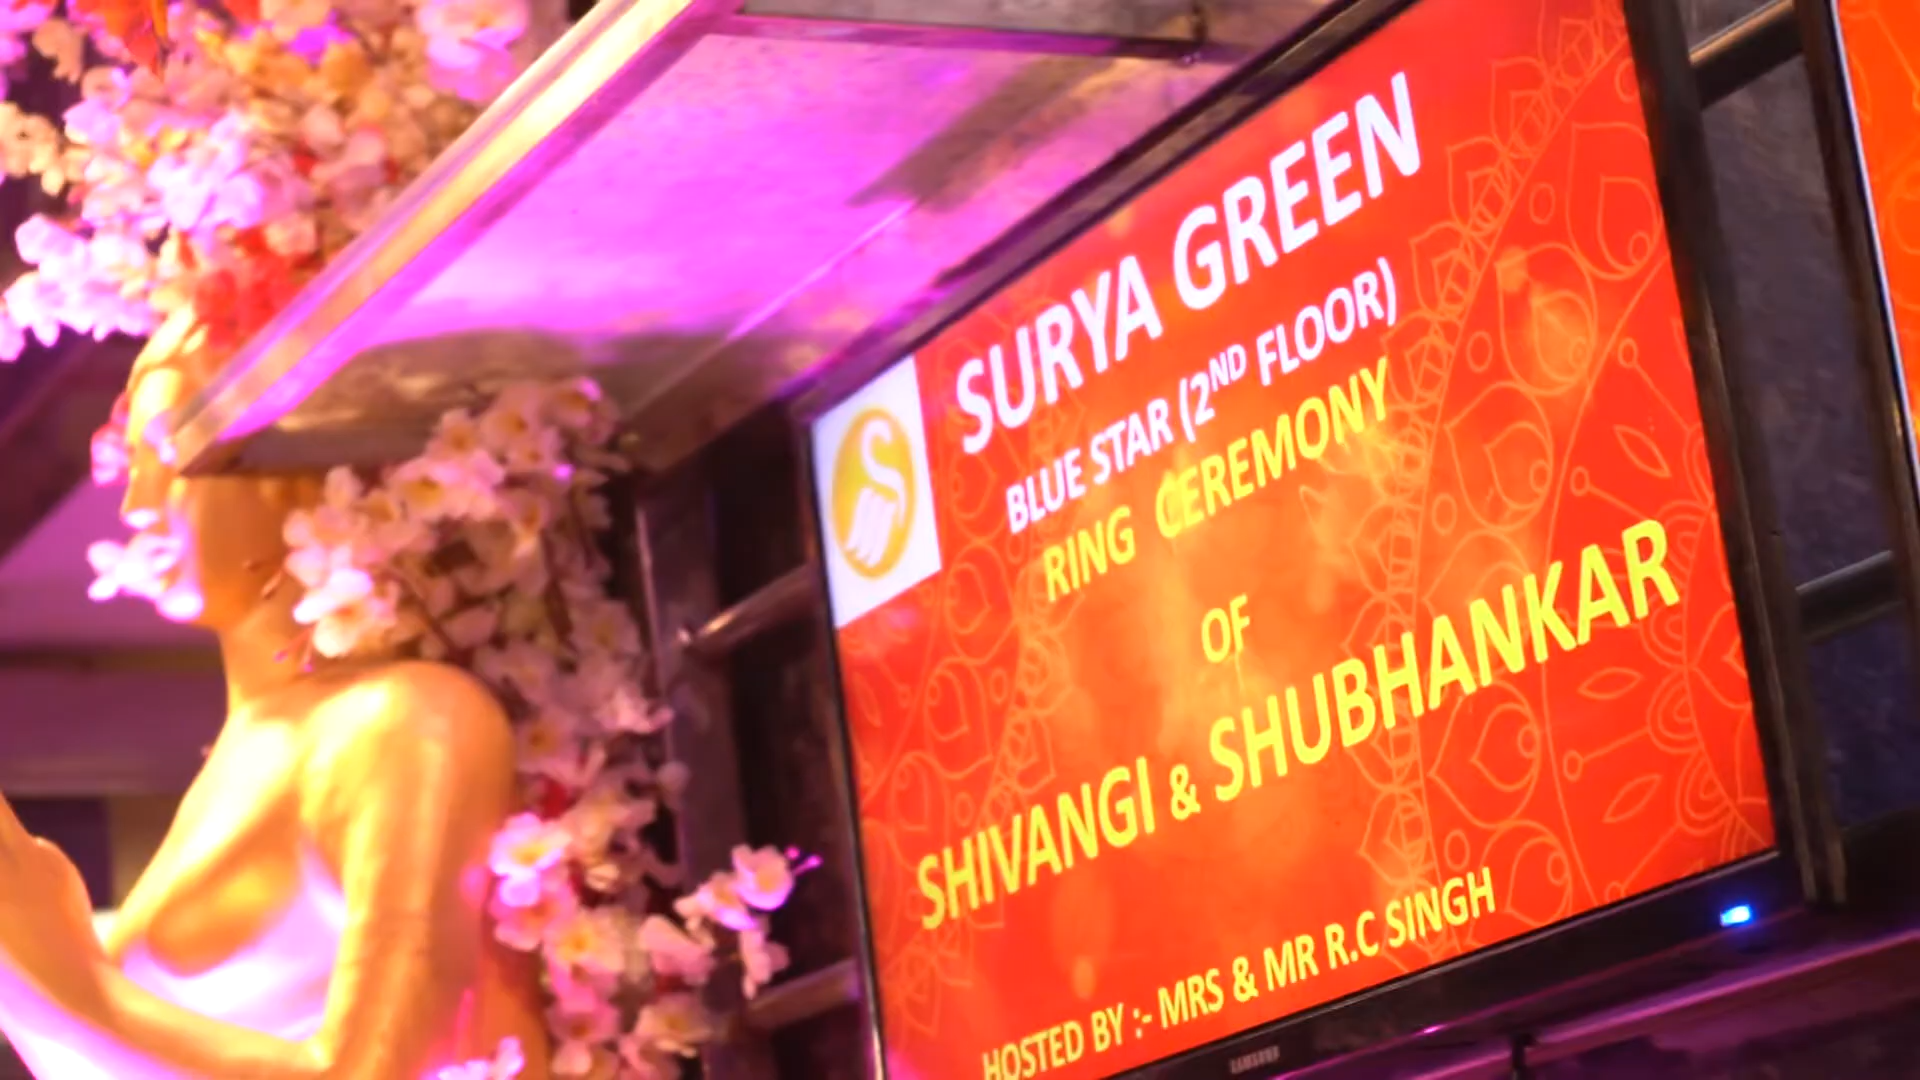 SURYA GREEN
BLUE STAR (2ND FLOOR)
RING CEREMONY
OF
SHIVANGI & SHUBHANKAR
HOSTED BY :- MRS & MR R.C SINGH
SAMSUNG